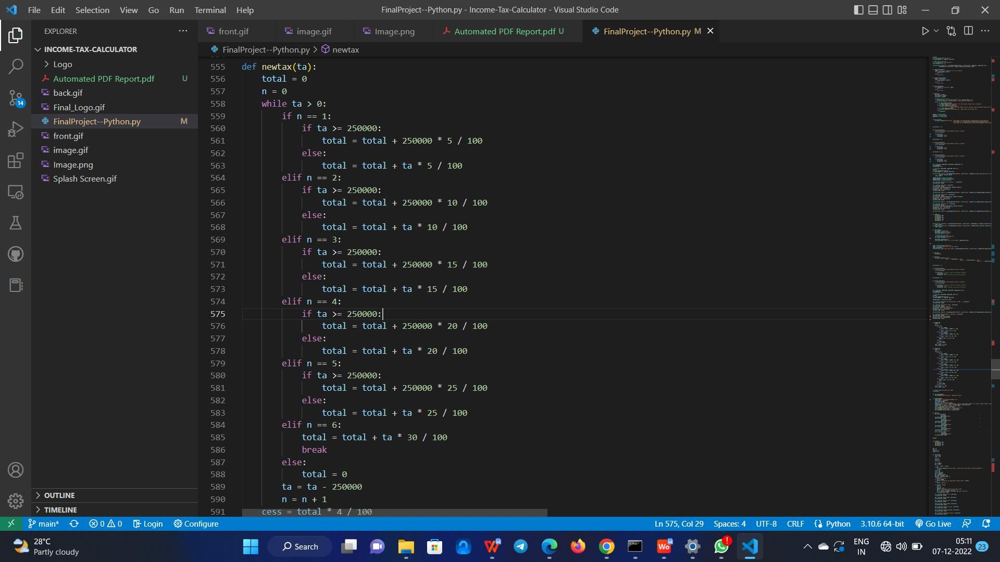 File Edit Selection View Go Run Terminal Help
FinalProject--Python.py - Income-Tax-Calculator - Visual Studio Code
EXPLORER
front.gif
image.gif
Image.png
Automated PDF Report.pdf U
FinalProject--Python.py M
INCOME-TAX-CALCULATOR
Logo
Automated PDF Report.pdf U
back.gif
Final_Logo.gif
FinalProject--Python.py M
front.gif
image.gif
Image.png
Splash Screen.gif
OUTLINE
TIMELINE
14
FinalProject--Python.py > newtax
555 def newtax(ta):
556 total = 0
557 n = 0
558 while ta > 0:
559 if n == 1:
560 if ta >= 250000:
561 total = total + 250000 * 5 / 100
562 else:
563 total = total + ta * 5 / 100
564 elif n == 2:
565 if ta >= 250000:
566 total = total + 250000 * 10 / 100
567 else:
568 total = total + ta * 10 / 100
569 elif n == 3:
570 if ta >= 250000:
571 total = total + 250000 * 15 / 100
572 else:
573 total = total + ta * 15 / 100
574 elif n == 4:
575 if ta >= 250000:
576 total = total + 250000 * 20 / 100
577 else:
578 total = total + ta * 20 / 100
579 elif n == 5:
580 if ta >= 250000:
581 total = total + 250000 * 25 / 100
582 else:
583 total = total + ta * 25 / 100
584 elif n == 6:
585 total = total + ta * 30 / 100
586 break
587 else:
588 total = 0
589 ta = ta - 250000
590 n = n + 1
591 cess = total * 4 / 100
main* 0 0 Login Configure
Ln 575, Col 29 Spaces: 4 UTF-8 CRLF Python 3.10.6 64-bit Go Live
28°C
Partly cloudy
Search
Wo
ENG
IN
05:11
07-12-2022
23